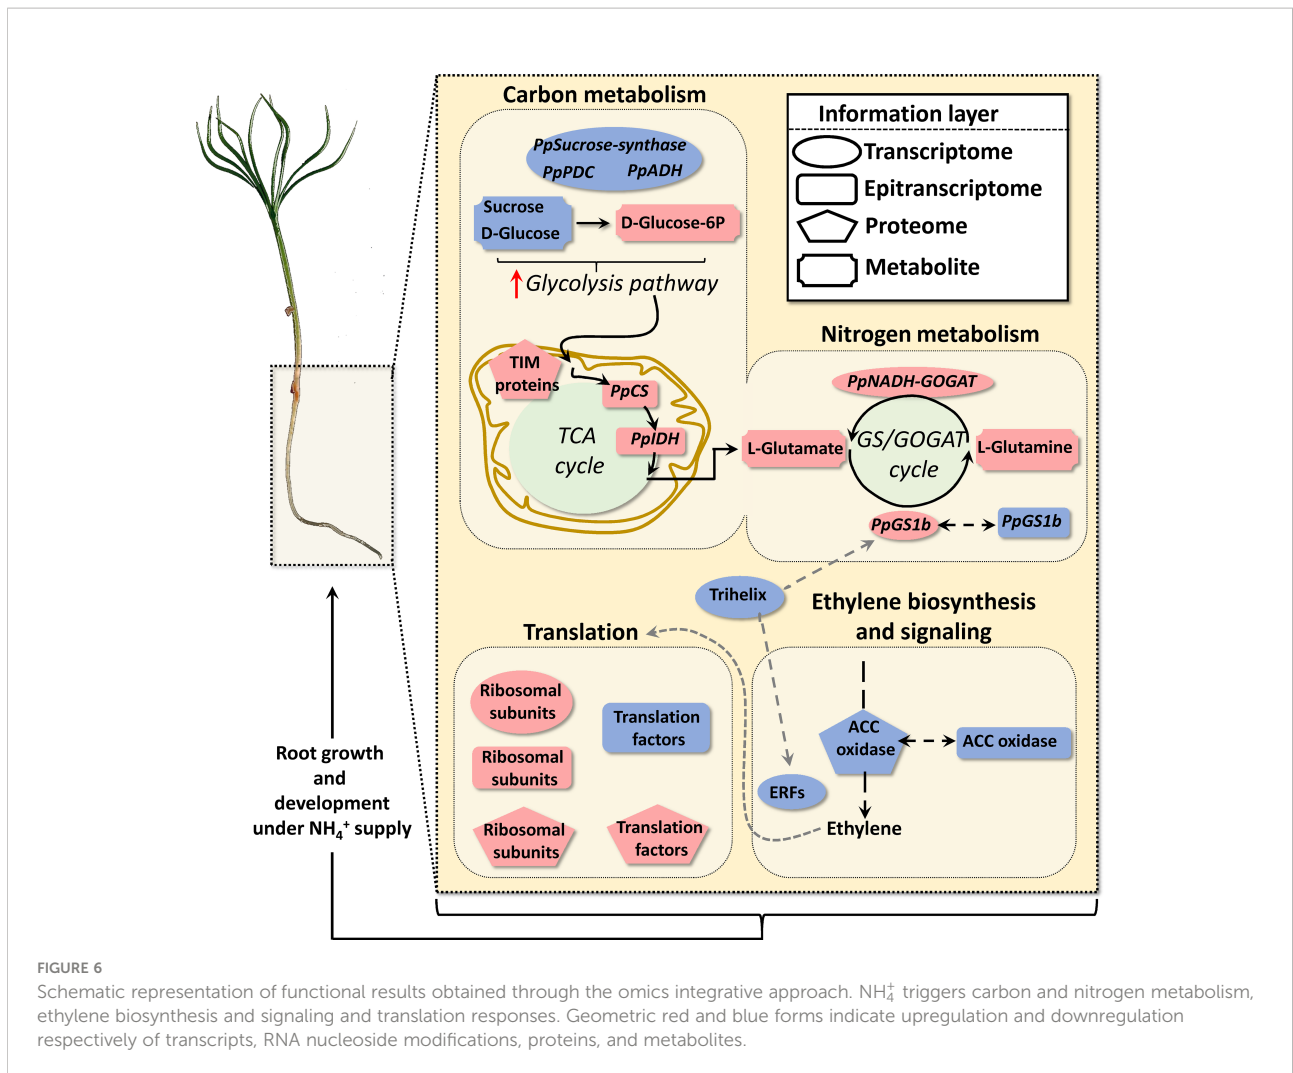 Carbon metabolism
PpSucrose-synthase
PpPDC PpADH
Sucrose
D-Glucose
D-Glucose-6P
Glycolysis pathway
TIM
proteins
PpCS
PpIDH
TCA
cycle
Information layer
Transcriptome
Epitranscriptome
Proteome
Metabolite
Nitrogen metabolism
PpNADH-GOGAT
L-Glutamate
GS/GOGAT
cycle
L-Glutamine
PpGS1b
PpGS1b
Trihelix
Translation
Ribosomal
subunits
Translation
factors
Ribosomal
subunits
Ribosomal
subunits
Translation
factors
Ethylene biosynthesis
and signaling
ACC
oxidase
ACC oxidase
ERFs
Ethylene
Root growth
and
development
under NH₄⁺ supply
FIGURE 6
Schematic representation of functional results obtained through the omics integrative approach. NH₄⁺ triggers carbon and nitrogen metabolism,
ethylene biosynthesis and signaling and translation responses. Geometric red and blue forms indicate upregulation and downregulation
respectively of transcripts, RNA nucleoside modifications, proteins, and metabolites.